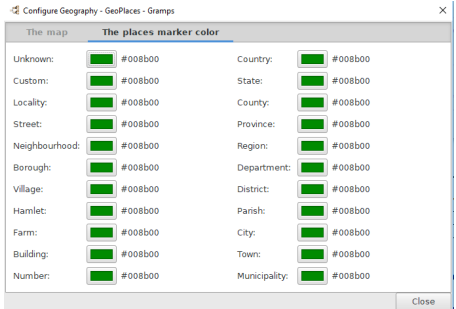 Configure Geography - GeoPlaces - Gramps
The map The places marker color
Unknown: #008b00 Country: #008b00
Custom: #008b00 State: #008b00
Locality: #008b00 County: #008b00
Street: #008b00 Province: #008b00
Neighbourhood: #008b00 Region: #008b00
Borough: #008b00 Department: #008b00
Village: #008b00 District: #008b00
Hamlet: #008b00 Parish: #008b00
Farm: #008b00 City: #008b00
Building: #008b00 Town: #008b00
Number: #008b00 Municipality: #008b00
Close